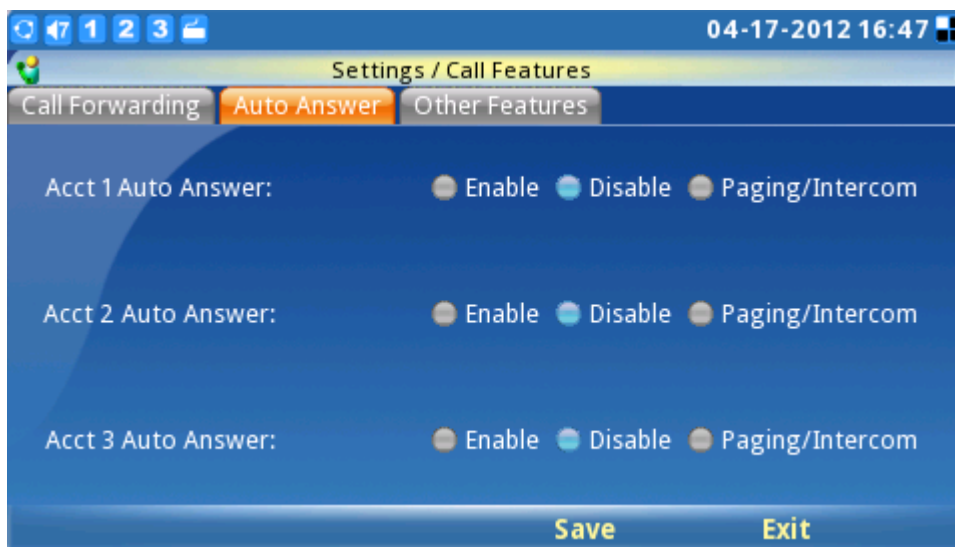 7 1 2 3 04-17-2012 16:47
Settings / Call Features
Call Forwarding Auto Answer Other Features
Acct 1 Auto Answer: Enable Disable Paging/Intercom
Acct 2 Auto Answer: Enable Disable Paging/Intercom
Acct 3 Auto Answer: Enable Disable Paging/Intercom
Save Exit